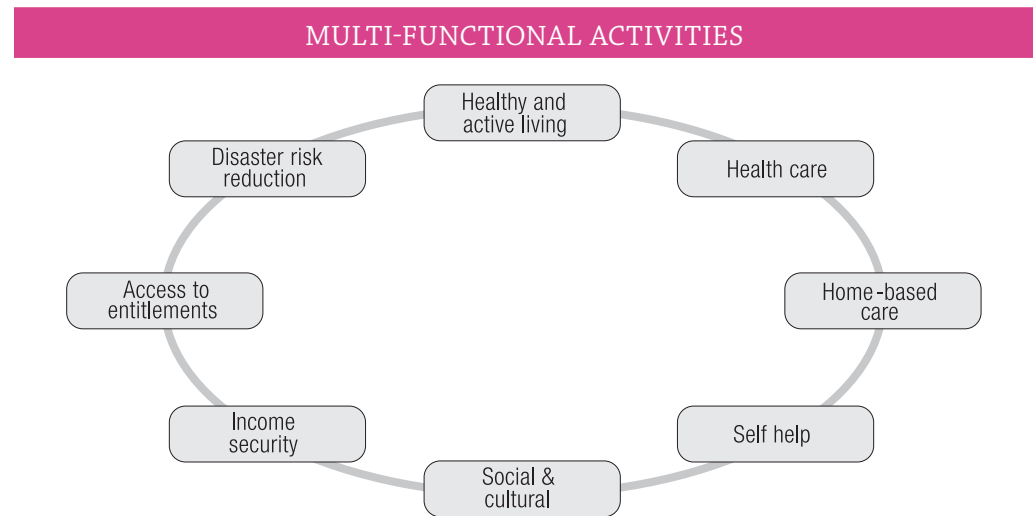 MULTI-FUNCTIONAL ACTIVITIES
Healthy and
active living
Disaster risk
reduction
Health care
Access to
entitlements
Home-based
care
Income
security
Self help
Social &
cultural